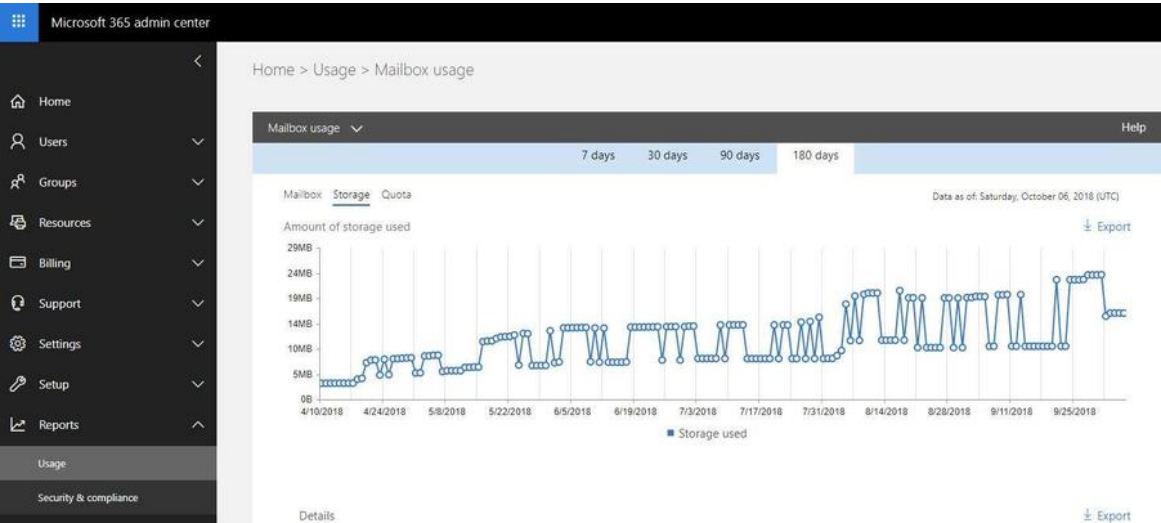 Microsoft 365 admin center
Home
Users
Groups
Resources
Billing
Support
Settings
Setup
Reports
Usage
Security & compliance
Home > Usage > Mailbox usage
Mailbox usage Help
7 days 30 days 90 days 180 days
Mailbox Storage Quota Data as of: Saturday, October 06, 2018 (UTC)
Amount of storage used Export
29MB
24MB
19MB
14MB
10MB
5MB
0B
4/10/2018 4/24/2018 5/8/2018 5/22/2018 6/5/2018 6/19/2018 7/3/2018 7/17/2018 7/31/2018 8/14/2018 8/28/2018 9/11/2018 9/25/2018
Storage used
Details Export